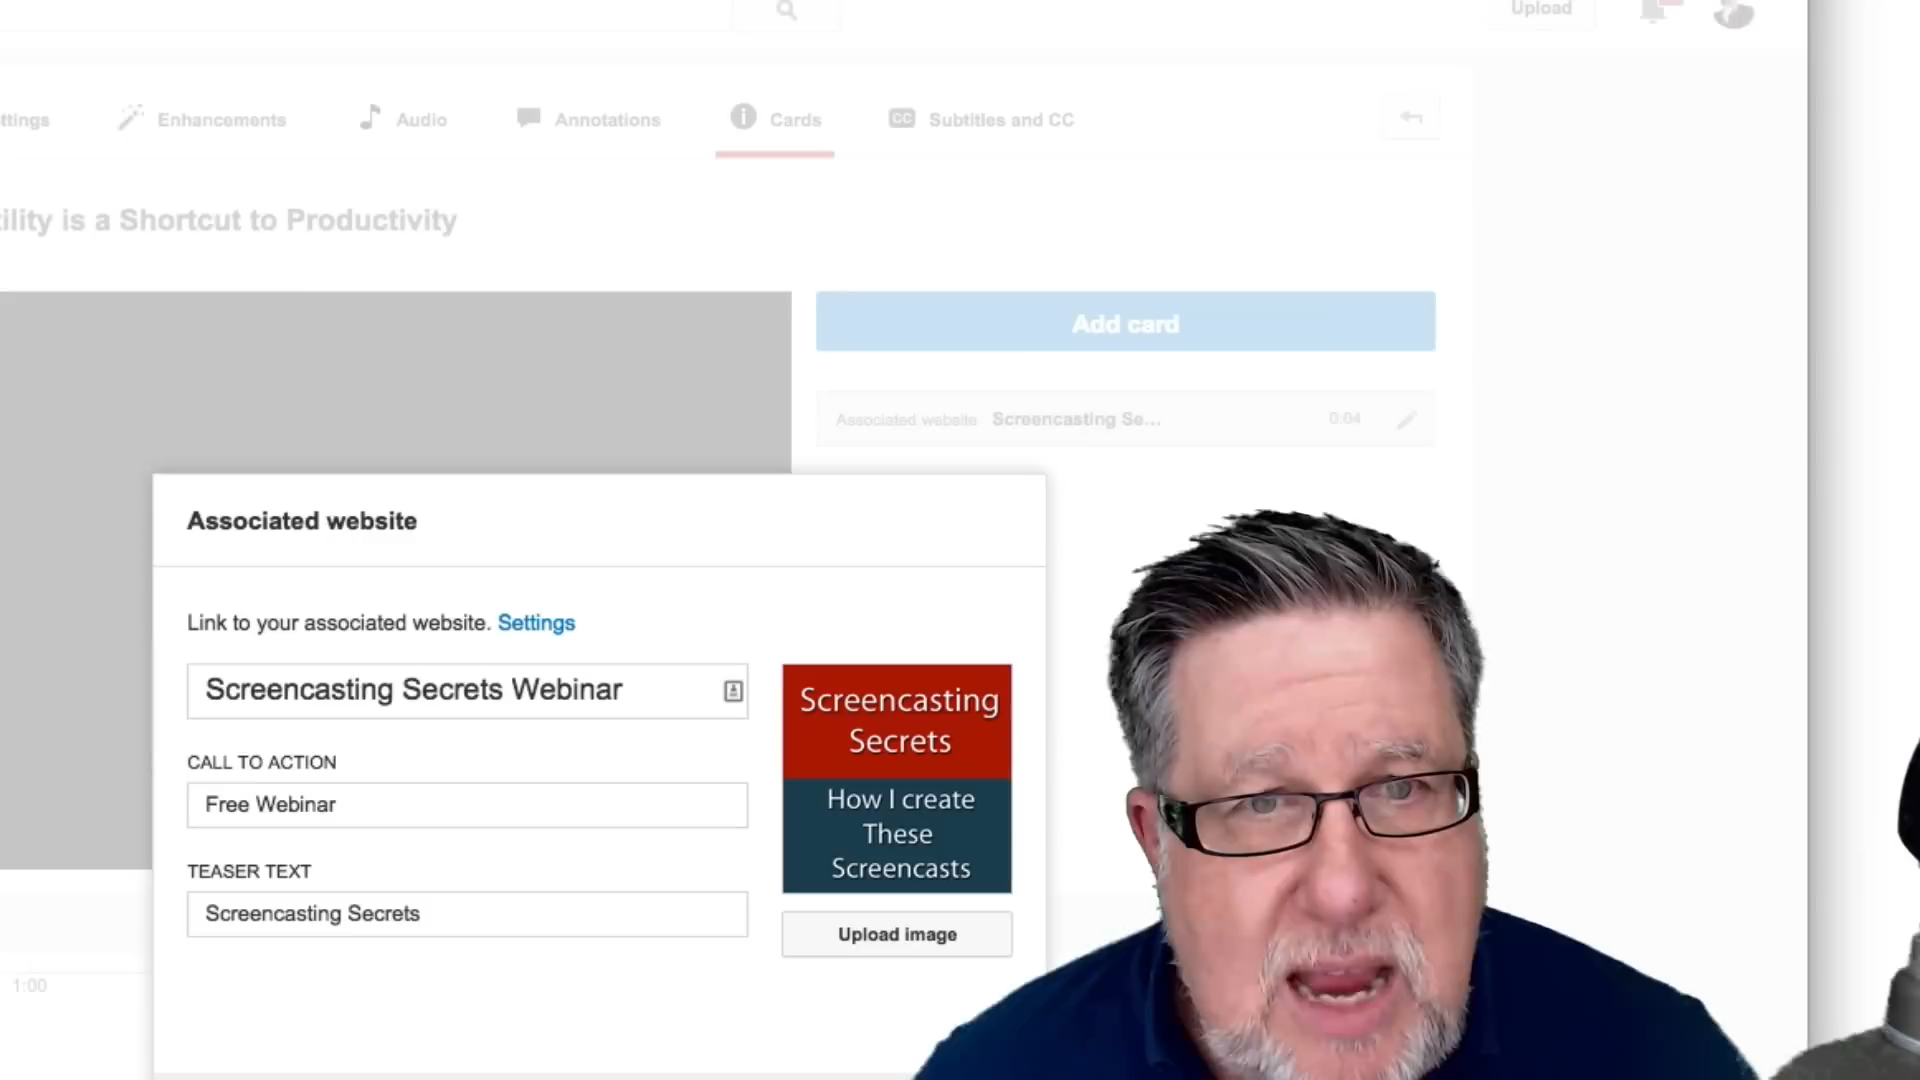 Upload
ttings
Enhancements
Audio
Annotations
Cards
CC
Subtitles and CC
ility is a Shortcut to Productivity
Add card
Associated website Screencasting Se... 0:04
Associated website
Link to your associated website. Settings
Screencasting Secrets Webinar
CALL TO ACTION
Free Webinar
TEASER TEXT
Screencasting Secrets
Screencasting
Secrets
How I create
These
Screencasts
Upload image
1:00